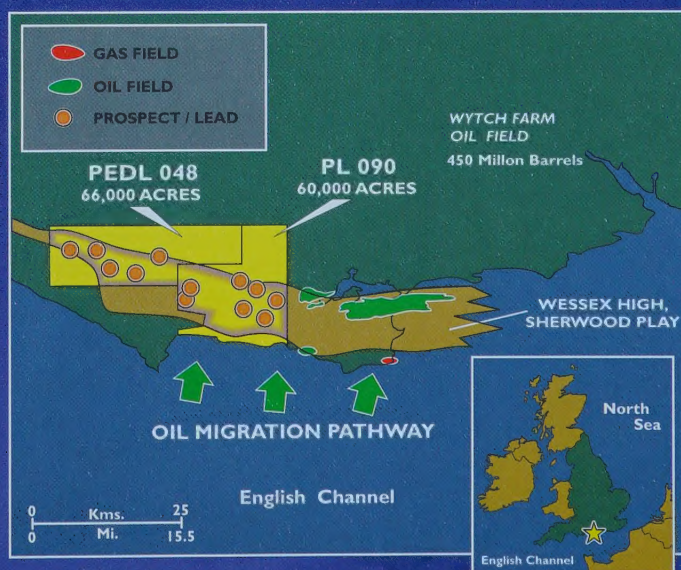 GAS FIELD
OIL FIELD
PROSPECT / LEAD
WYTCH FARM
OIL FIELD
450 Millon Barrels
PEDL 048
66,000 ACRES
PL 090
60,000 ACRES
WESSEX HIGH,
SHERWOOD PLAY
OIL MIGRATION PATHWAY
English Channel
0 Kms. 25
0 Mi. 15.5
North
Sea
English Channel